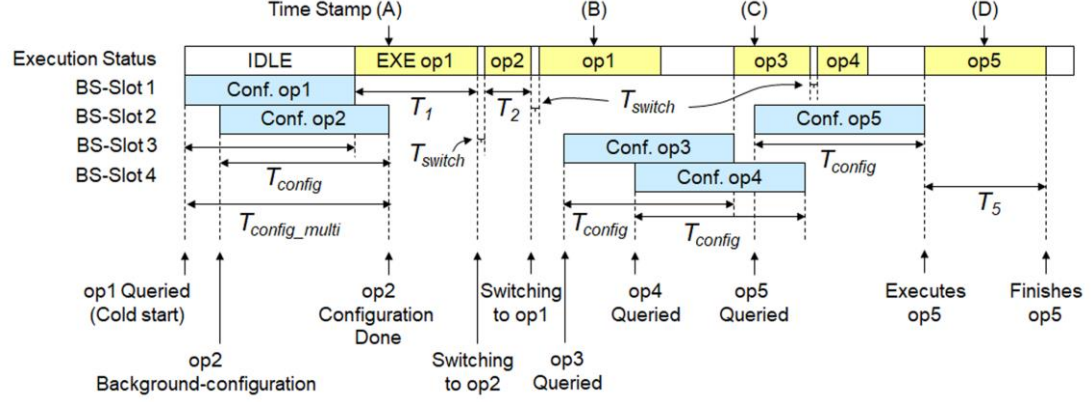 Time Stamp (A) (B) (C) (D)
Execution Status IDLE EXE op1 op2 op1 op3 op4 op5
BS-Slot 1 Conf. op1
BS-Slot 2 Conf. op2 Conf. op5
BS-Slot 3 Conf. op3
BS-Slot 4 Conf. op4
T1 T2 Tswitch
Tswitch
Tconfig Tconfig
T5
Tconfig_multi Tconfig Tconfig
op1 Queried
(Cold start)
op2
Background-configuration
op2
Configuration
Done
Switching
to op2
Switching
to op1
op3
Queried
op4
Queried
op5
Queried
Executes
op5
Finishes
op5